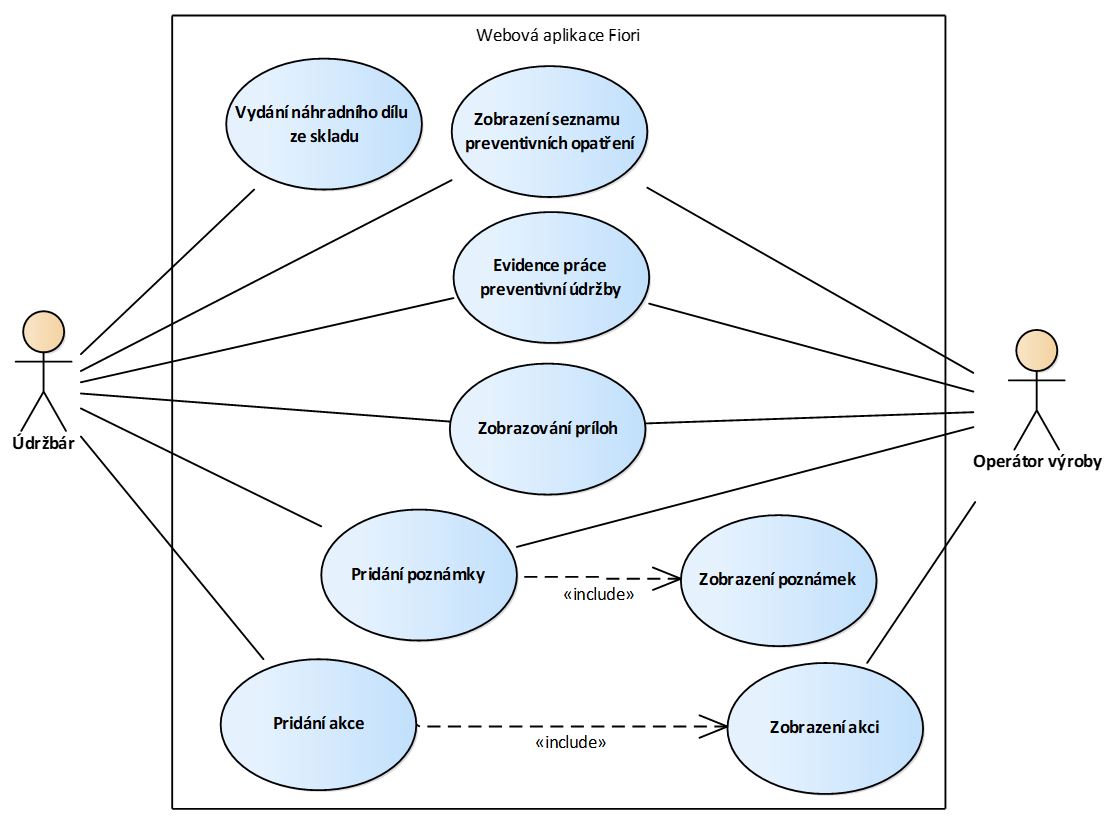 Webová aplikace Fiori
Vydání náhradního dílu
ze skladu
Zobrazení seznamu
preventivních opatření
Evidence práce
preventivní údržby
Údržbár
Zobrazování príloh
Operátor výroby
Pridání poznámky
«include»
Zobrazení poznámek
Pridání akce
«include»
Zobrazení akci